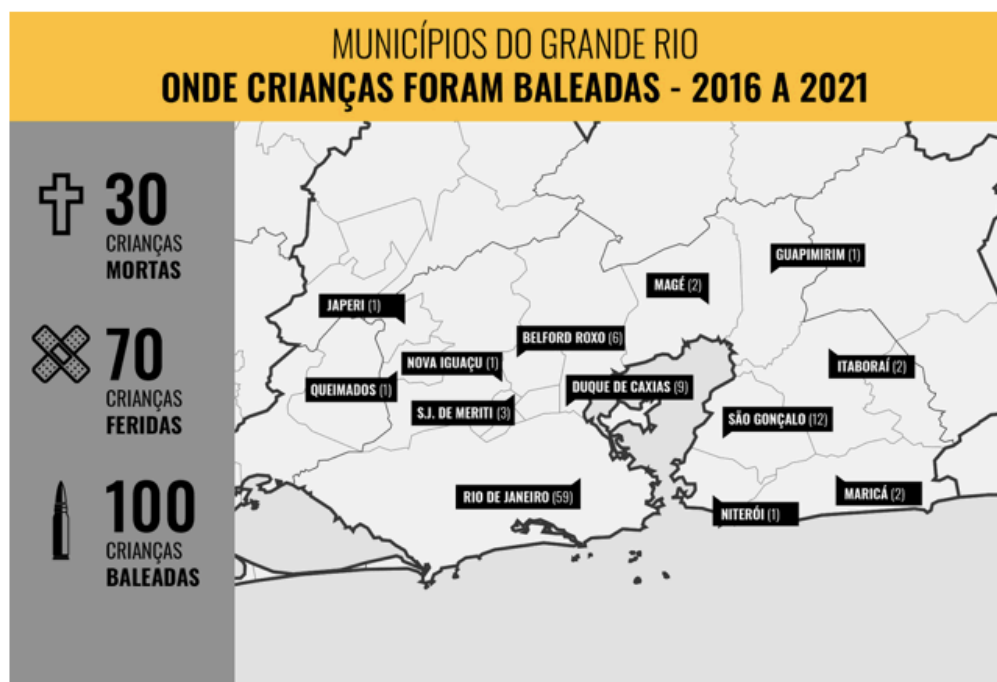 MUNICÍPIOS DO GRANDE RIO
ONDE CRIANÇAS FORAM BALEADAS - 2016 A 2021
30
CRIANÇAS
MORTAS
70
CRIANÇAS
FERIDAS
100
CRIANÇAS
BALEADAS
GUAPIMIRIM (1)
MAGÉ (2)
JAPERI (1)
BELFORD ROXO (6)
NOVA IGUAÇU (1)
ITABORAÍ (2)
QUEIMADOS (1)
DUQUE DE CAXIAS (9)
S.J. DE MERITI (3)
SÃO GONÇALO (12)
RIO DE JANEIRO (59)
MARICÁ (2)
NITERÓI (1)